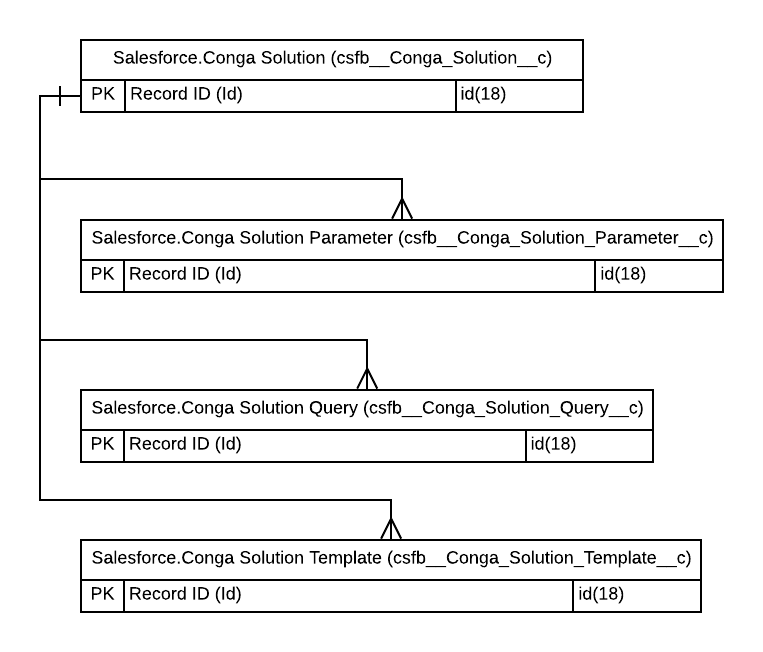 Salesforce.Conga Solution (csfb__Conga_Solution__c)
PK Record ID (Id) id(18)
Salesforce.Conga Solution Parameter (csfb__Conga_Solution_Parameter__c)
PK Record ID (Id) id(18)
Salesforce.Conga Solution Query (csfb__Conga_Solution_Query__c)
PK Record ID (Id) id(18)
Salesforce.Conga Solution Template (csfb__Conga_Solution_Template__c)
PK Record ID (Id) id(18)